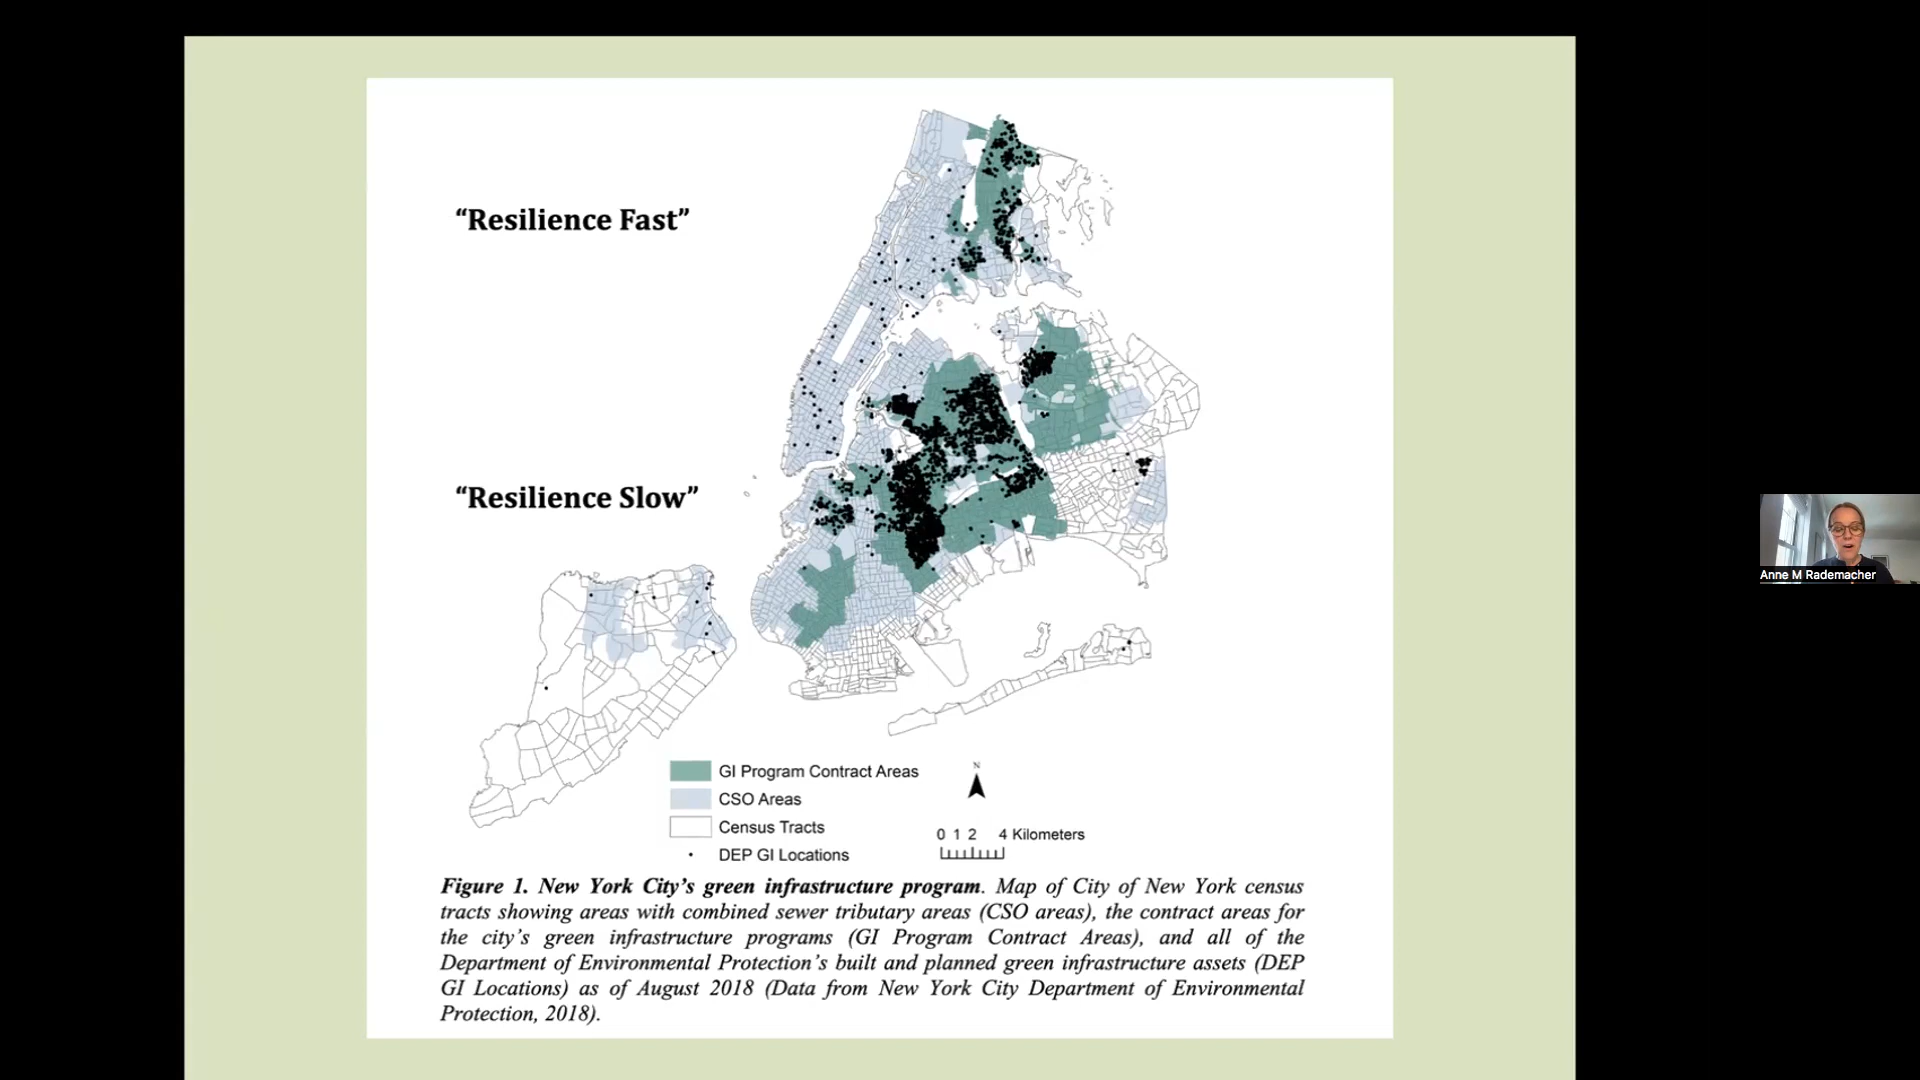 “Resilience Fast”
“Resilience Slow”
GI Program Contract Areas
CSO Areas
Census Tracts
DEP GI Locations
N
0 1 2 4 Kilometers
Figure 1. New York City’s green infrastructure program. Map of City of New York census
tracts showing areas with combined sewer tributary areas (CSO areas), the contract areas for
the city’s green infrastructure programs (GI Program Contract Areas), and all of the
Department of Environmental Protection’s built and planned green infrastructure assets (DEP
GI Locations) as of August 2018 (Data from New York City Department of Environmental
Protection, 2018).
Anne M Rademacher